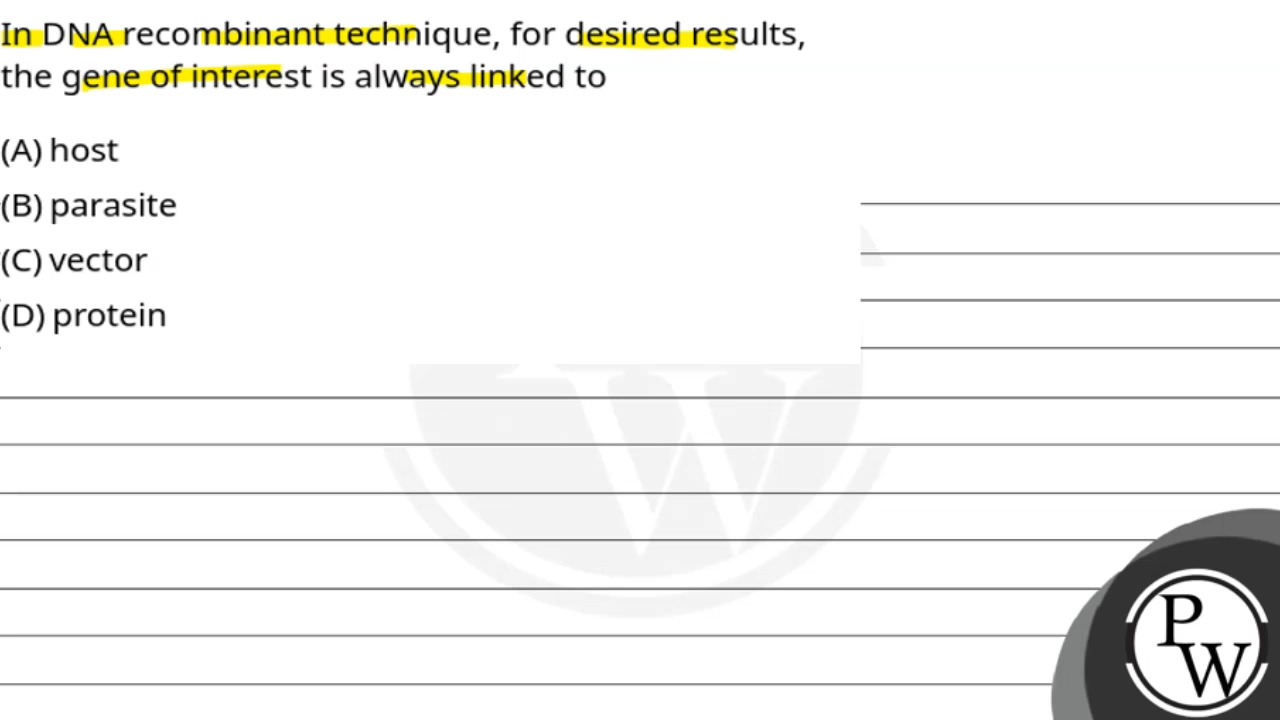 In DNA recombinant technique, for desired results,
the gene of interest is always linked to
(A) host
(B) parasite
(C) vector
(D) protein
W
P
W